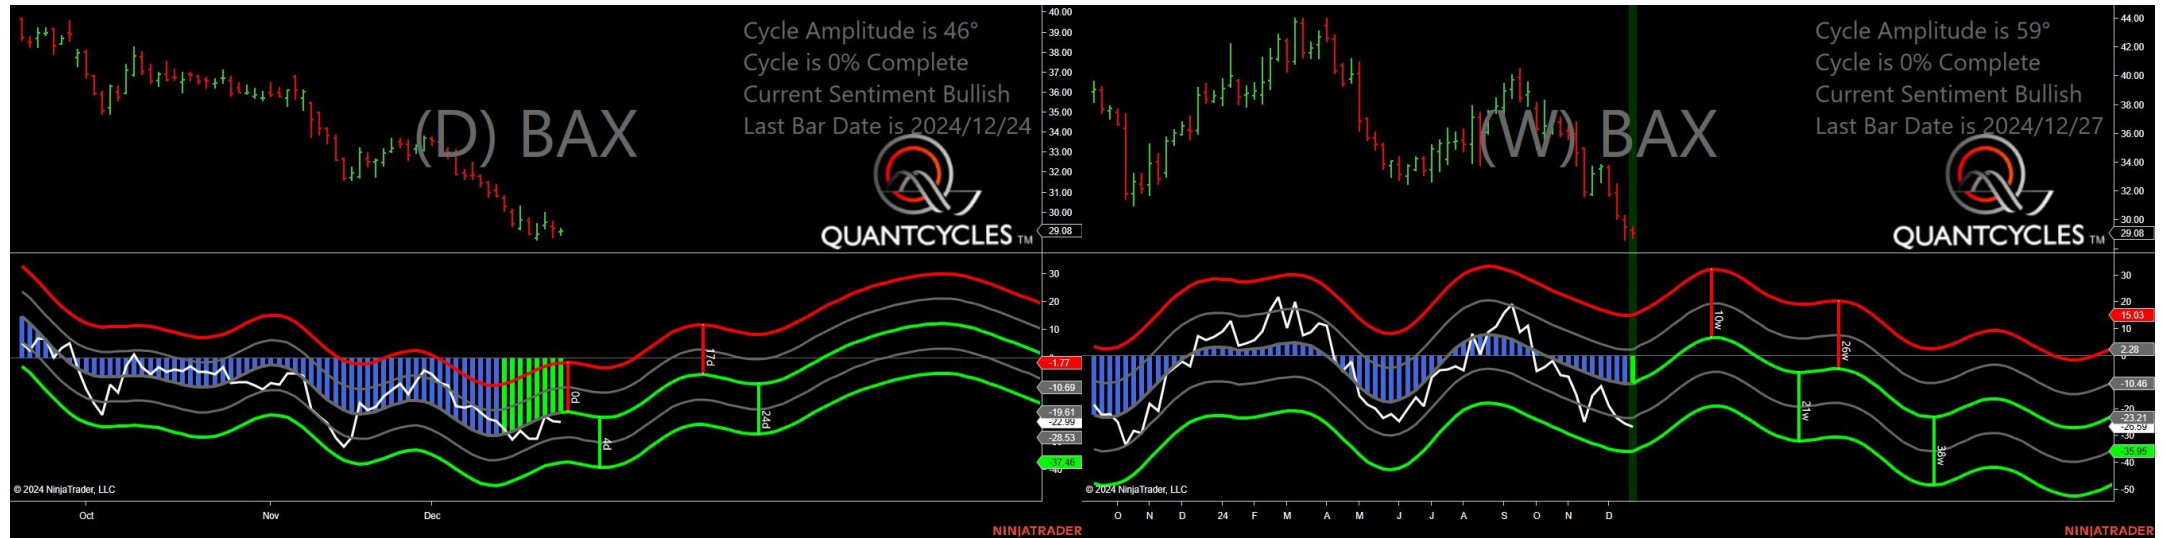 Cycle Amplitude is 46°
Cycle is 0% Complete
Current Sentiment Bullish
Last Bar Date is 2024/12/24
(D) BAX
QUANTCYCLES TM
40.00
39.00
38.00
37.00
36.00
35.00
34.00
33.00
32.00
31.00
30.00
29.08
30
20
10
-1.77
-10.69
-19.61
-22.99
-28.53
-37.46
-40
0d
4d
17d
24d
© 2024 NinjaTrader, LLC
Oct Nov Dec
NINJATRADER
Cycle Amplitude is 59°
Cycle is 0% Complete
Current Sentiment Bullish
Last Bar Date is 2024/12/27
(W) BAX
QUANTCYCLES TM
44.00
42.00
40.00
38.00
36.00
34.00
32.00
30.00
29.08
30
20
15.03
10
2.28
-10.46
-20
-23.21
-26.59
-30
-35.95
-40
-50
10w
26w
21w
38w
© 2024 NinjaTrader, LLC
O N D 24 F M A M J J A S O N D
NINJATRADER